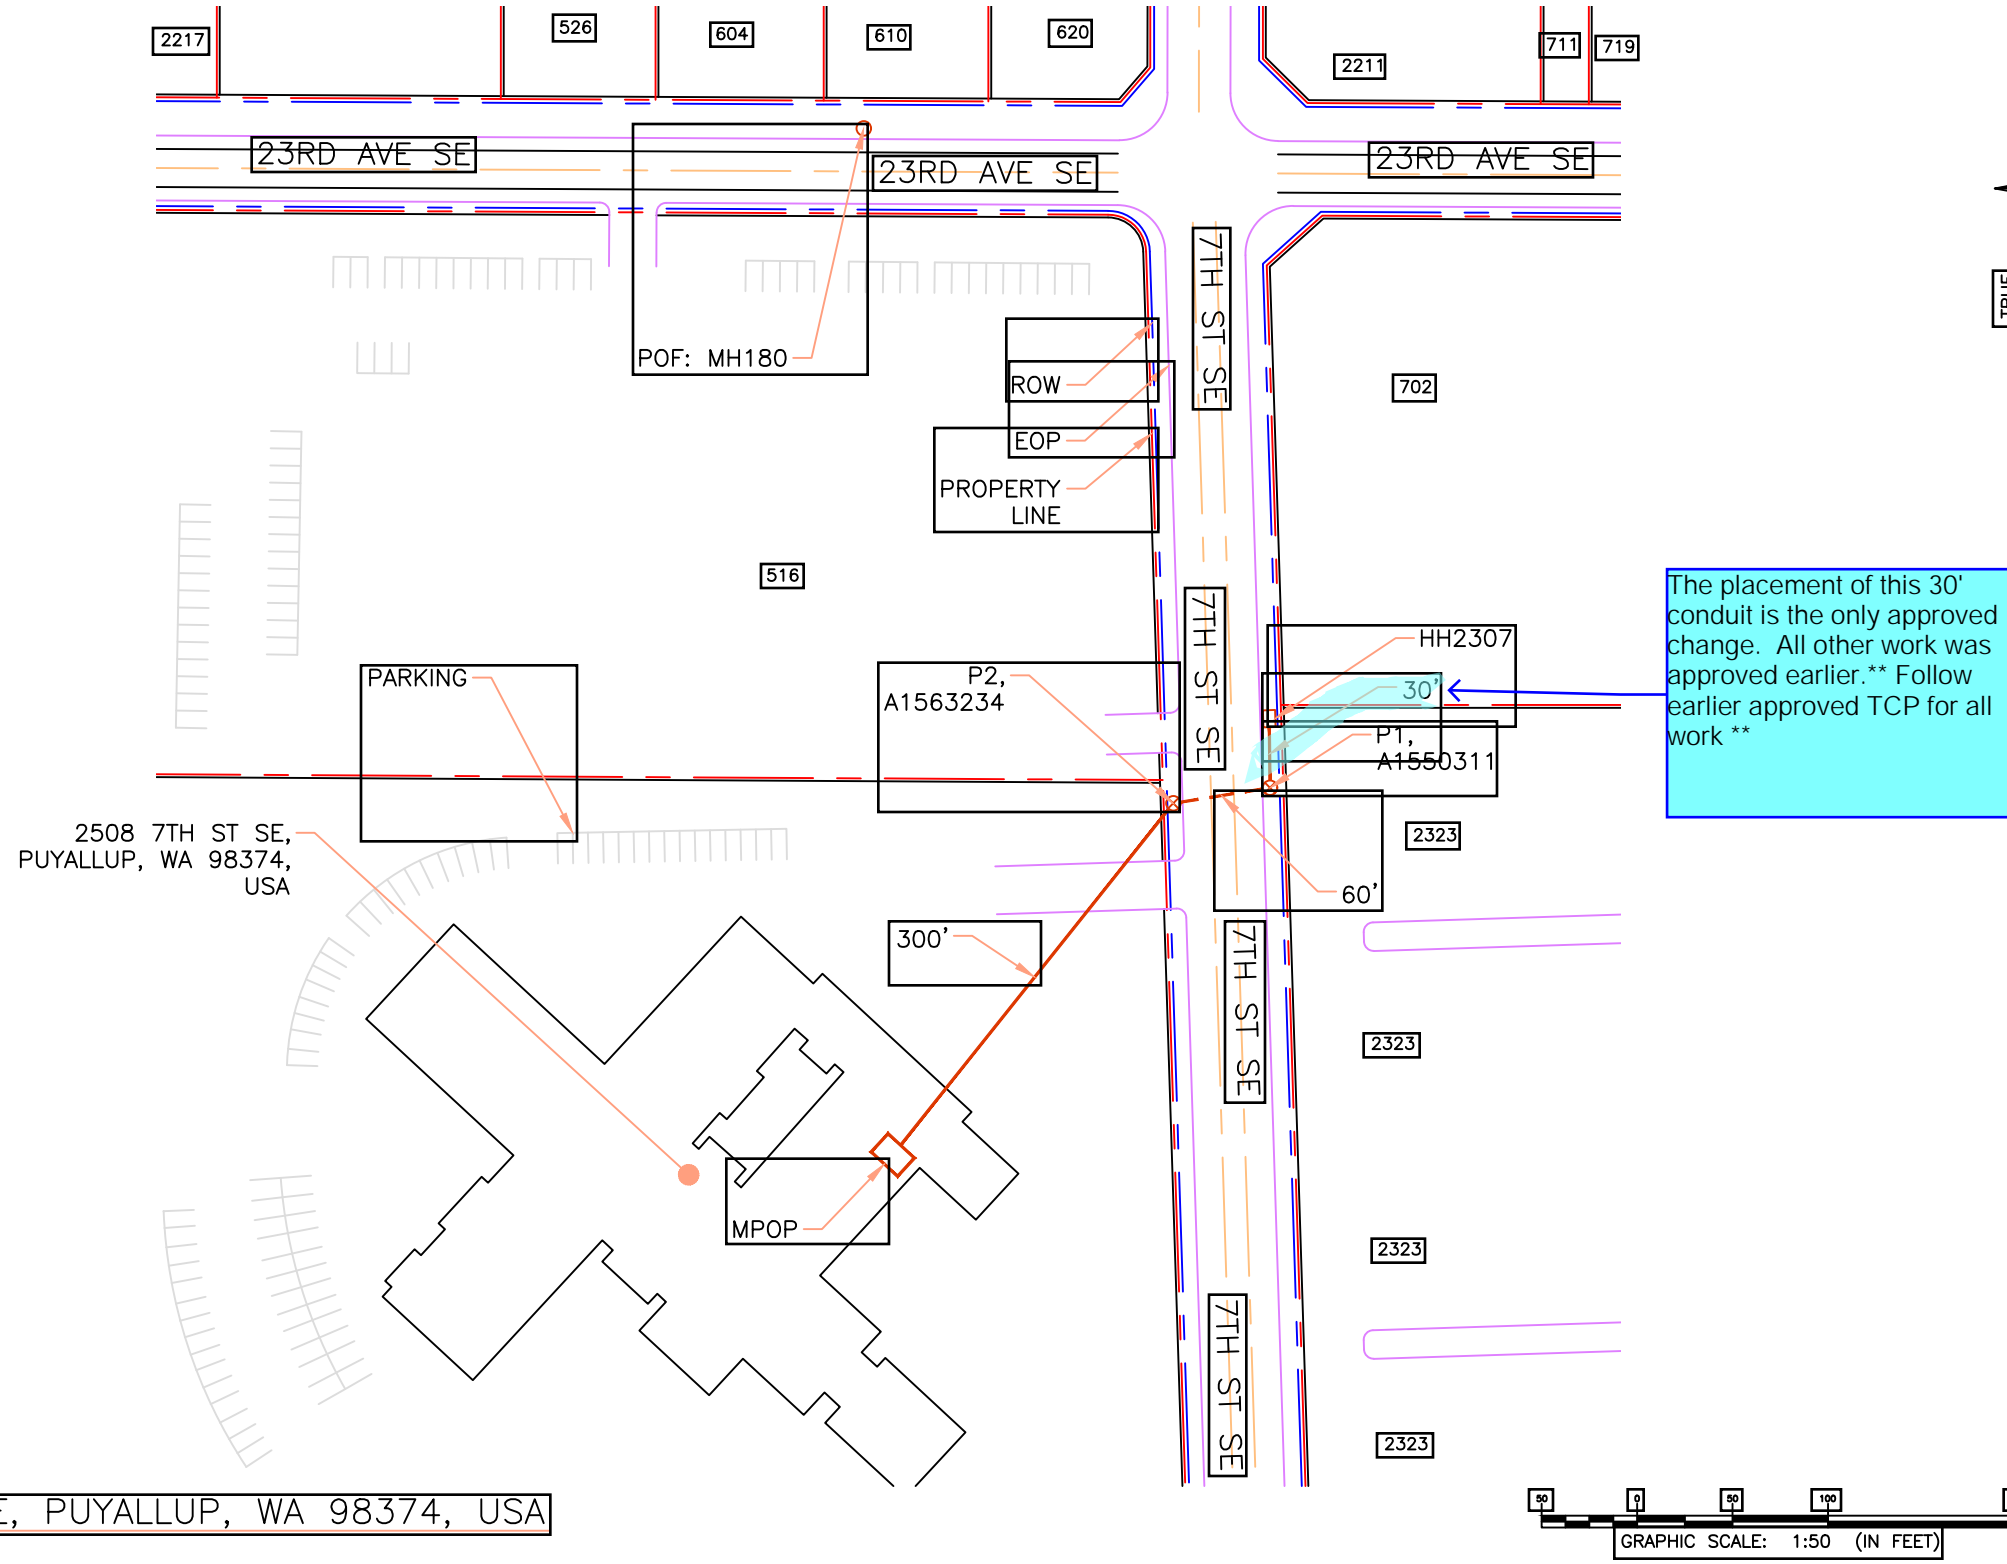 2217
526
604
610
620
2211
711
719
23RD AVE SE
23RD AVE SE
23RD AVE SE
7TH ST SE
TRUE
POF: MH180
ROW
EOP
PROPERTY
LINE
702
516
The placement of this 30'
conduit is the only approved
change. All other work was
approved earlier.** Follow
earlier approved TCP for all
work **
7TH ST SE
HH2307
30'
P1,
A1550311
P2,
A1563234
PARKING
2508 7TH ST SE,
PUYALLUP, WA 98374,
USA
2323
60'
300'
7TH ST SE
2323
MPOP
2323
7TH ST SE
2323
E, PUYALLUP, WA 98374, USA
50 0 50 100
GRAPHIC SCALE: 1:50 (IN FEET)